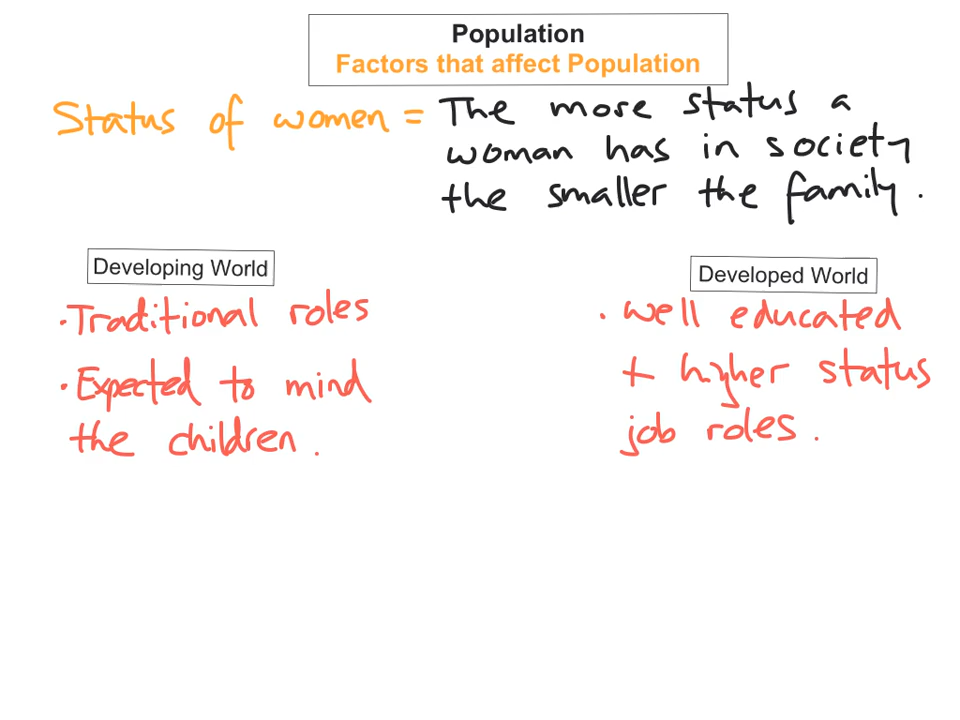 Population
Factors that affect Population
Status of women = The more status a
woman has in society
the smaller the family.
Developing World
• Traditional roles
• Expected to mind
the children.
Developed World
• well educated
+ higher status
job roles.